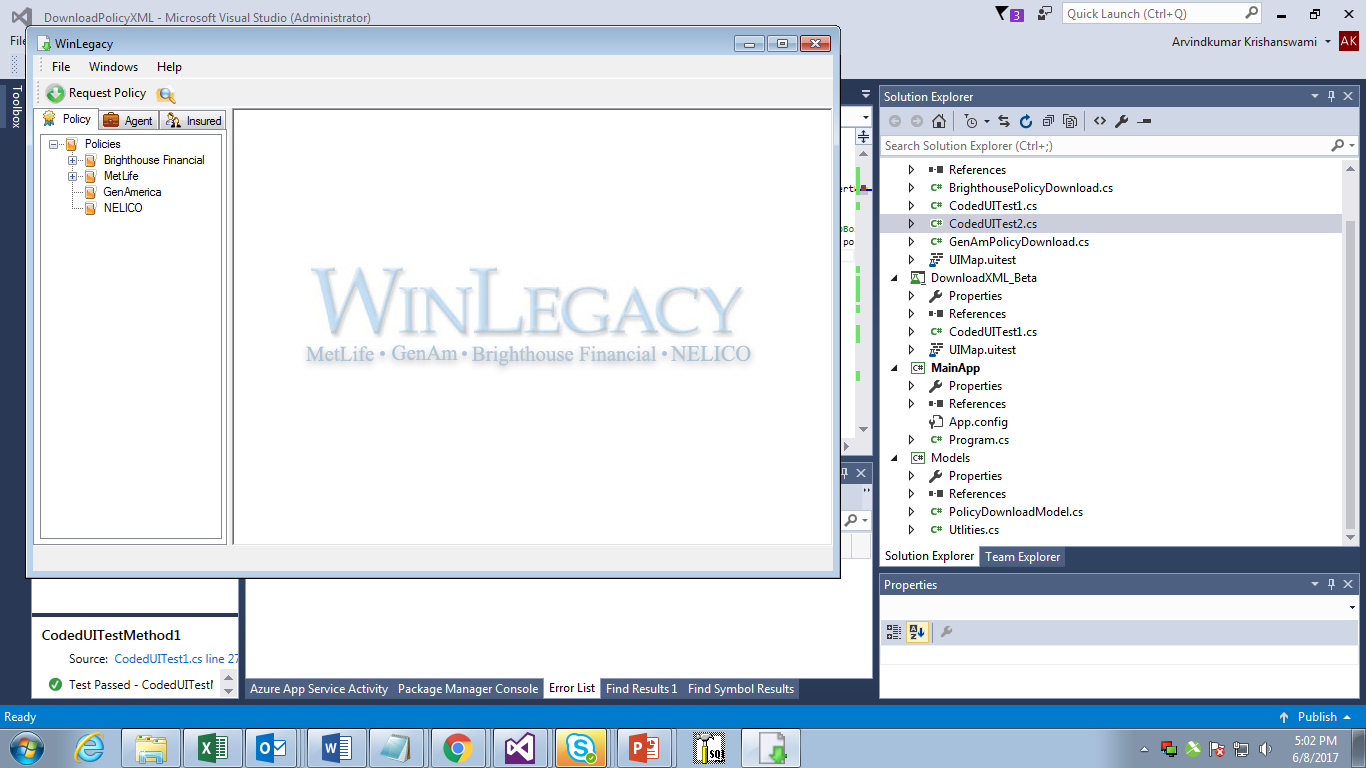 DownloadPolicyXML - Microsoft Visual Studio (Administrator)
3
Quick Launch (Ctrl+Q)
Arvindkumar Krishanswami
AK
WinLegacy
File Windows Help
Request Policy
Policy Agent Insured
Policies
Brighthouse Financial
MetLife
GenAmerica
NELICO
WINLEGACY
MetLife • GenAm • Brighthouse Financial • NELICO
Toolbox
Solution Explorer
Search Solution Explorer (Ctrl+;)
References
BrighthousePolicyDownload.cs
CodedUITest1.cs
CodedUITest2.cs
GenAmPolicyDownload.cs
UIMap.uitest
DownloadXML_Beta
Properties
References
CodedUITest1.cs
UIMap.uitest
MainApp
Properties
References
App.config
Program.cs
Models
Properties
References
PolicyDownloadModel.cs
Utlities.cs
Solution Explorer Team Explorer
Properties
CodedUITestMethod1
Source: CodedUITest1.cs line 27
Test Passed - CodedUITestM
Azure App Service Activity Package Manager Console Error List Find Results 1 Find Symbol Results
Ready
Publish
SQL
5:02 PM
6/8/2017